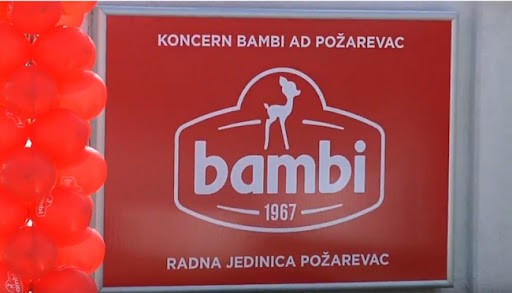 KONCERN BAMBI AD POŽAREVAC
bambi
1967
RADNA JEDINICA POŽAREVAC